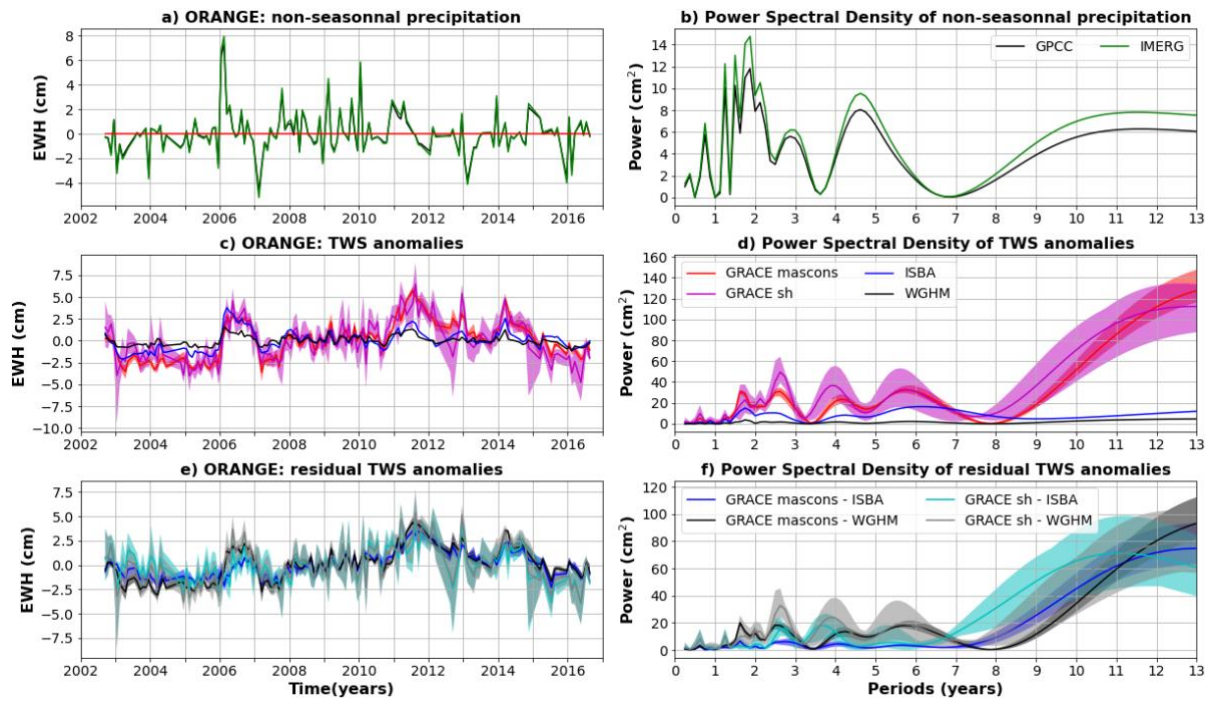 a) ORANGE: non-seasonnal precipitation
EWH (cm)
8
6
4
2
0
−2
−4
2002 2004 2006 2008 2010 2012 2014 2016
b) Power Spectral Density of non-seasonnal precipitation
Power (cm²)
14
12
10
8
6
4
2
0
GPCC IMERG
0 1 2 3 4 5 6 7 8 9 10 11 12 13
c) ORANGE: TWS anomalies
EWH (cm)
7.5
5.0
2.5
0.0
−2.5
−5.0
−7.5
−10.0
2002 2004 2006 2008 2010 2012 2014 2016
d) Power Spectral Density of TWS anomalies
Power (cm²)
160
140
120
100
80
60
40
20
0
GRACE mascons ISBA
GRACE sh WGHM
0 1 2 3 4 5 6 7 8 9 10 11 12 13
e) ORANGE: residual TWS anomalies
EWH (cm)
7.5
5.0
2.5
0.0
−2.5
−5.0
−7.5
2002 2004 2006 2008 2010 2012 2014 2016
Time(years)
f) Power Spectral Density of residual TWS anomalies
Power (cm²)
120
100
80
60
40
20
0
GRACE mascons - ISBA GRACE sh - ISBA
GRACE mascons - WGHM GRACE sh - WGHM
0 1 2 3 4 5 6 7 8 9 10 11 12 13
Periods (years)